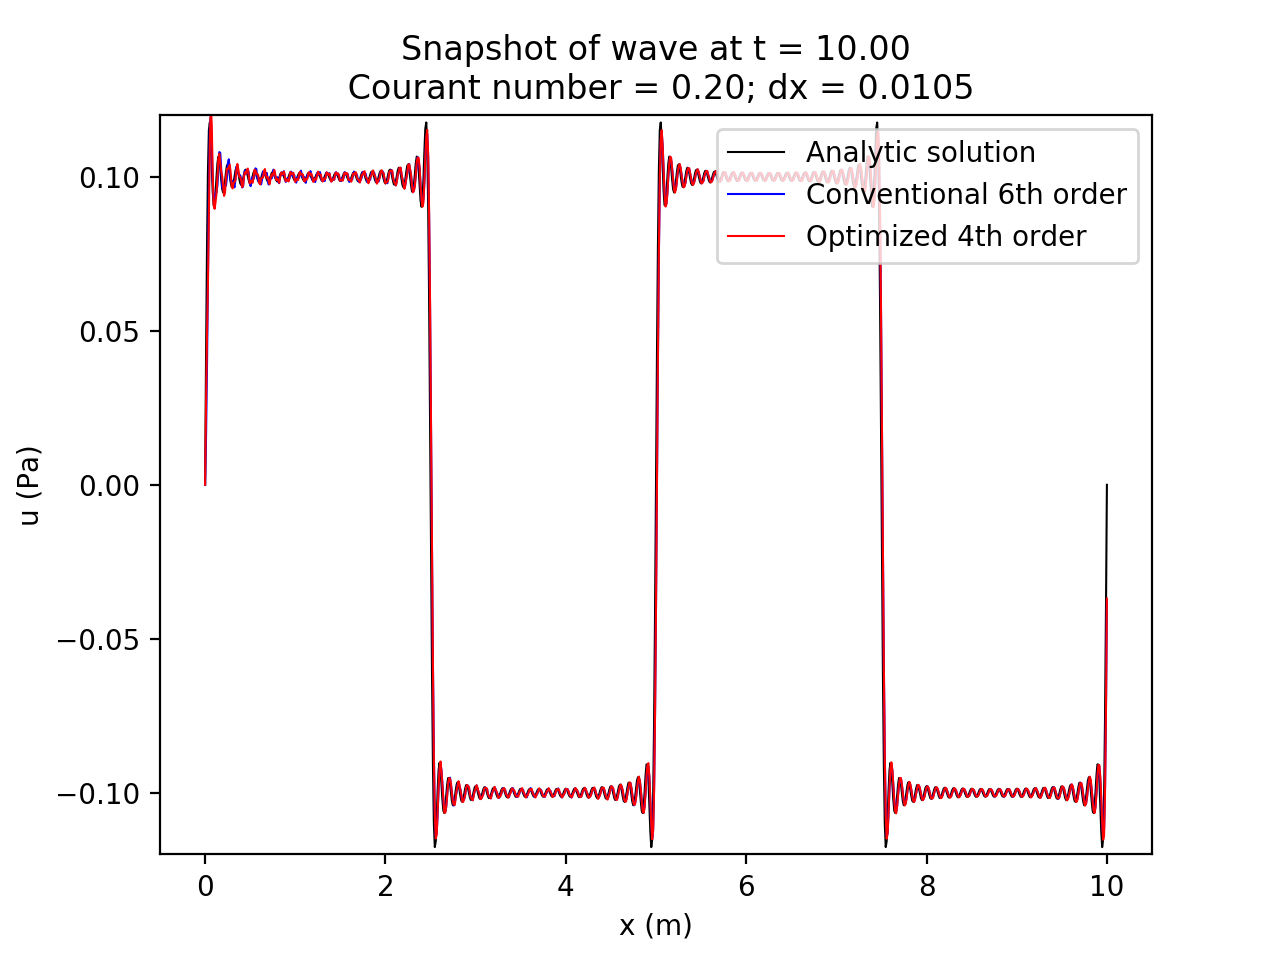 Snapshot of wave at t = 10.00
Courant number = 0.20; dx = 0.0105
Analytic solution
Conventional 6th order
Optimized 4th order
0.10
0.05
0.00
−0.05
−0.10
u (Pa)
0 2 4 6 8 10
x (m)